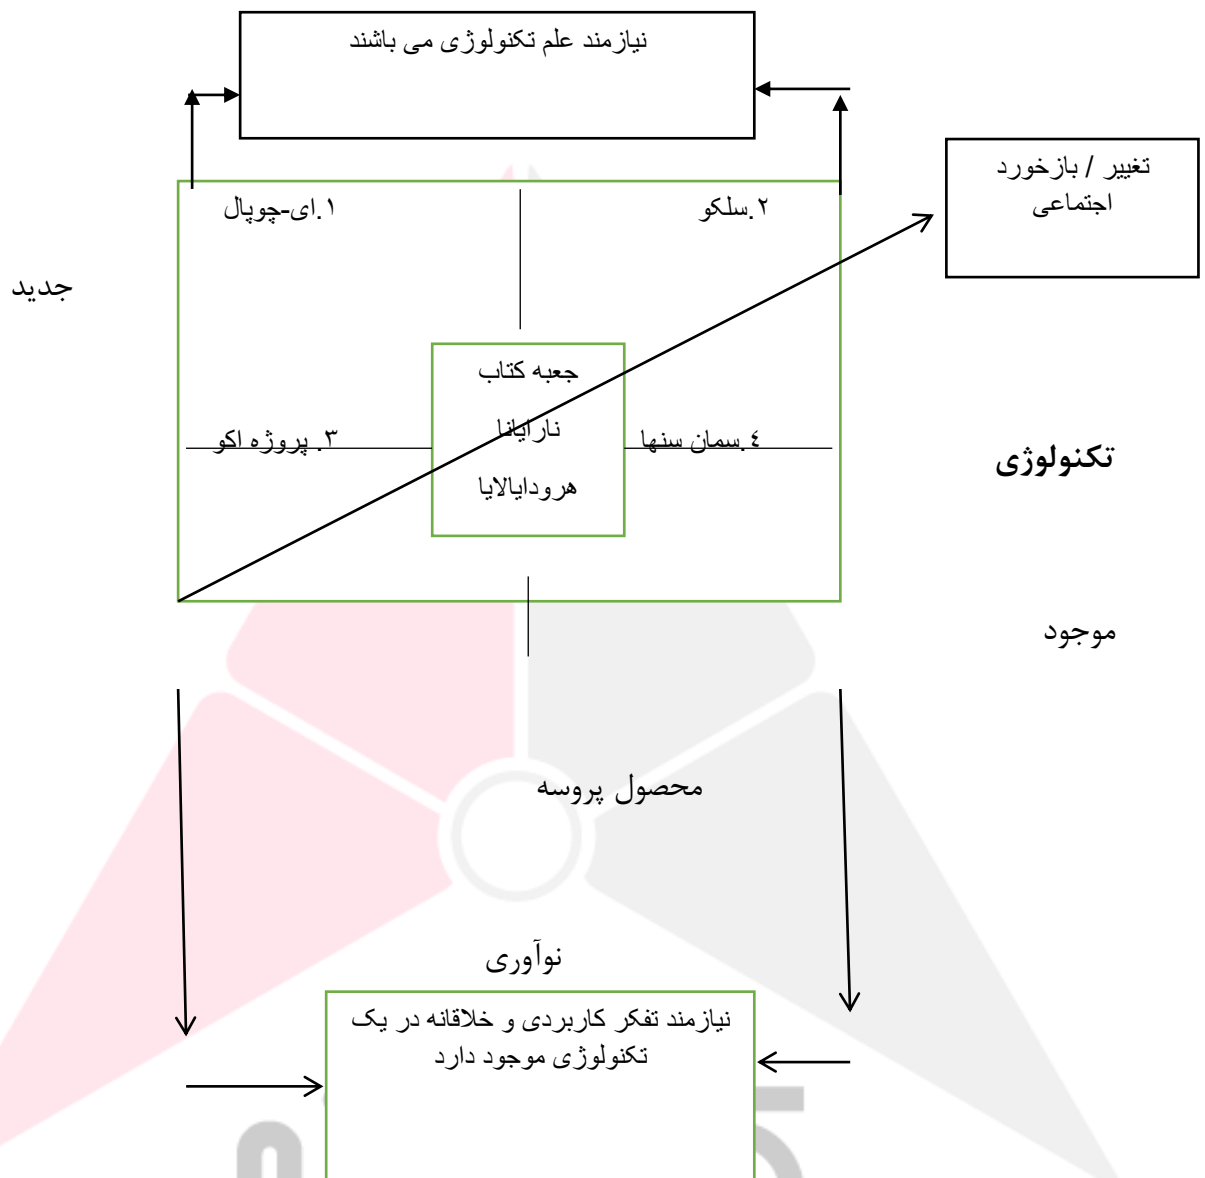 نیازمند علم تکنولوژی می باشند
تغییر / بازخورد
اجتماعی
۲.سلکو
۱.ای-چوپال
جدید
جعبه کتاب
نارایانا
هرودایالایا
٤.سمان سنها
۳. پروژه اکو
تکنولوژی
موجود
محصول پروسه
نوآوری
نیازمند تفکر کاربردی و خلاقانه در یک
تکنولوژی موجود دارد